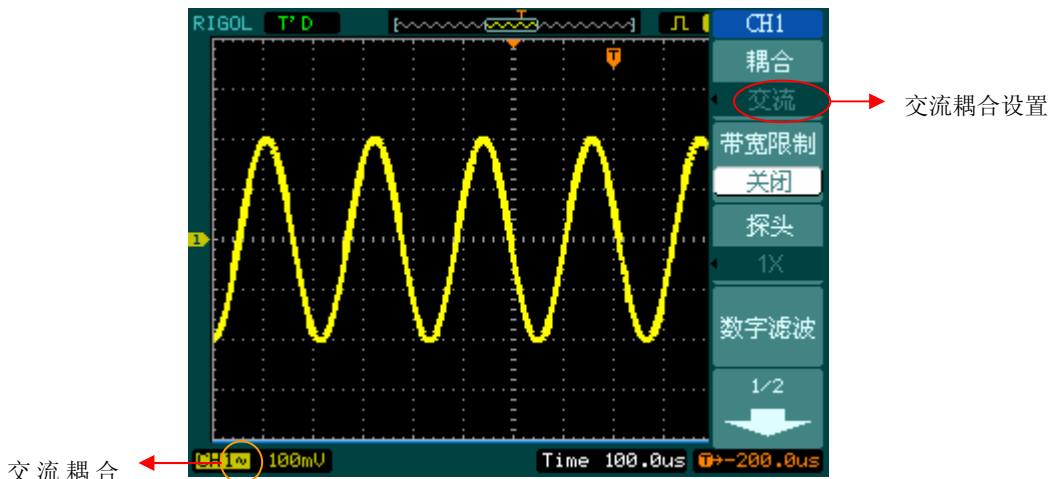 RIGOL T'D T CH1
耦合
T
交流
交流耦合设置
带宽限制
关闭
探头
1
1X
数字滤波
1/2
CH1 100mV Time 100.0us T→-200.0us
交流耦合